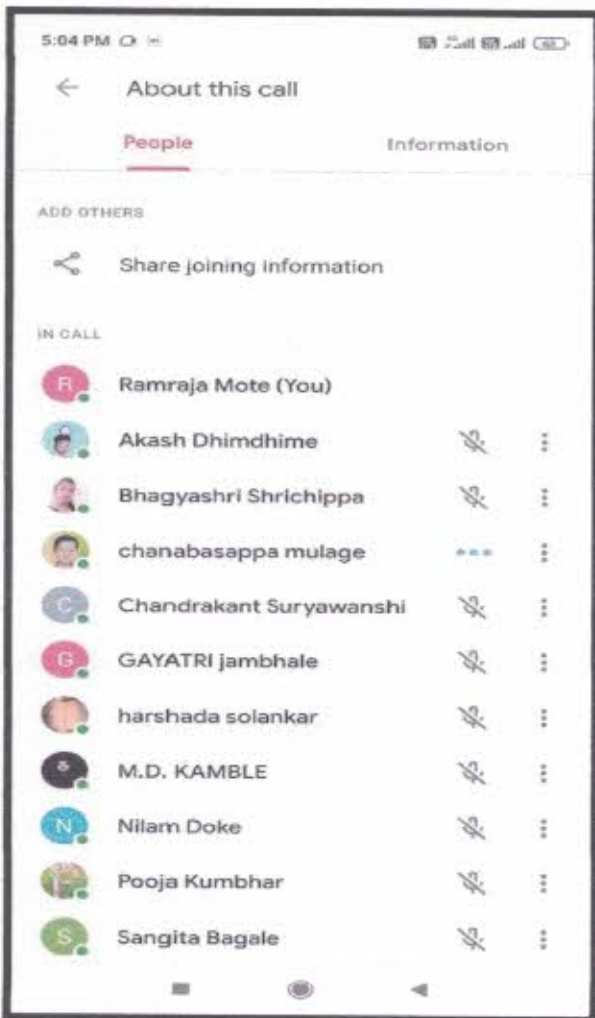 5:04 PM
About this call
People Information
ADD OTHERS
Share joining information
IN CALL
R Ramraja Mote (You)
Akash Dhimdhime
Bhagyashri Shrichippa
chanabasappa mulage
C Chandrakant Suryawanshi
G GAYATRI jambhale
harshada solankar
M.D. KAMBLE
N Nilam Doke
Pooja Kumbhar
S Sangita Bagale